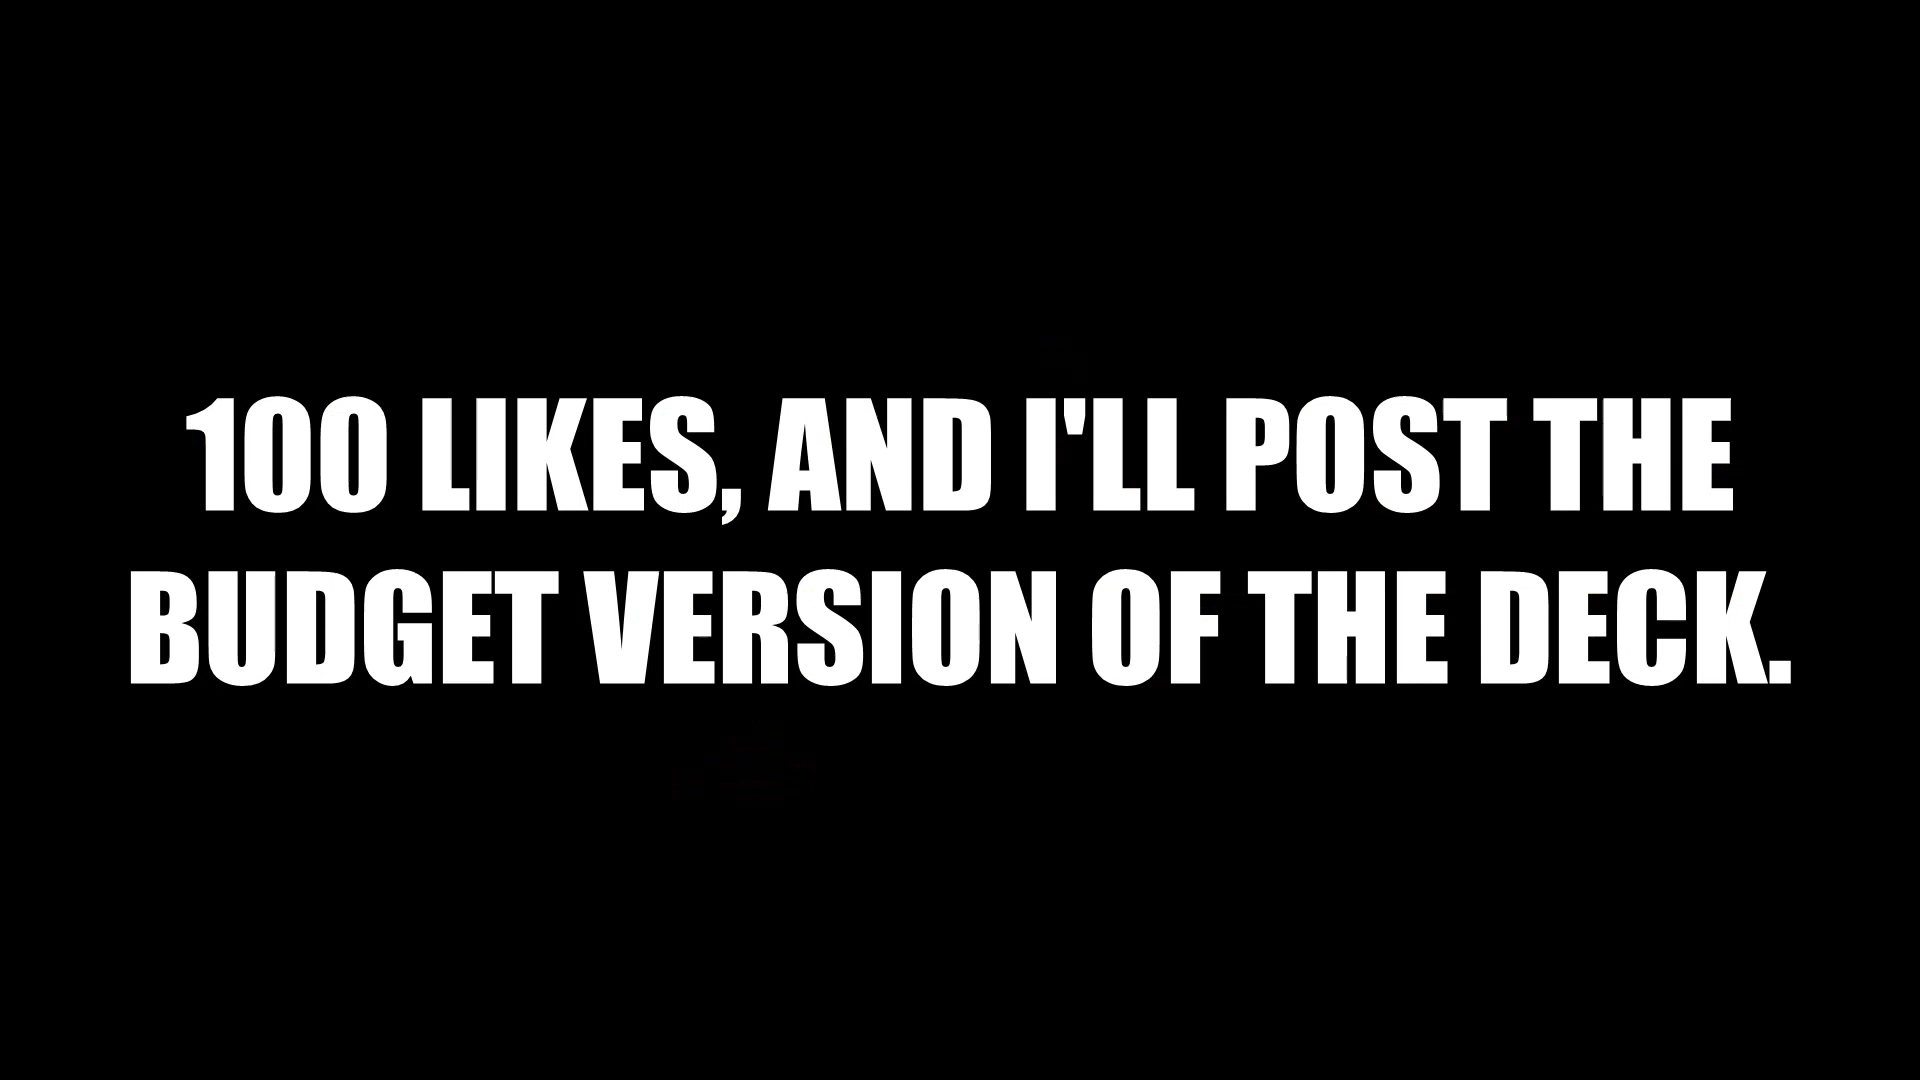 100 LIKES, AND I'LL POST THE
BUDGET VERSION OF THE DECK.